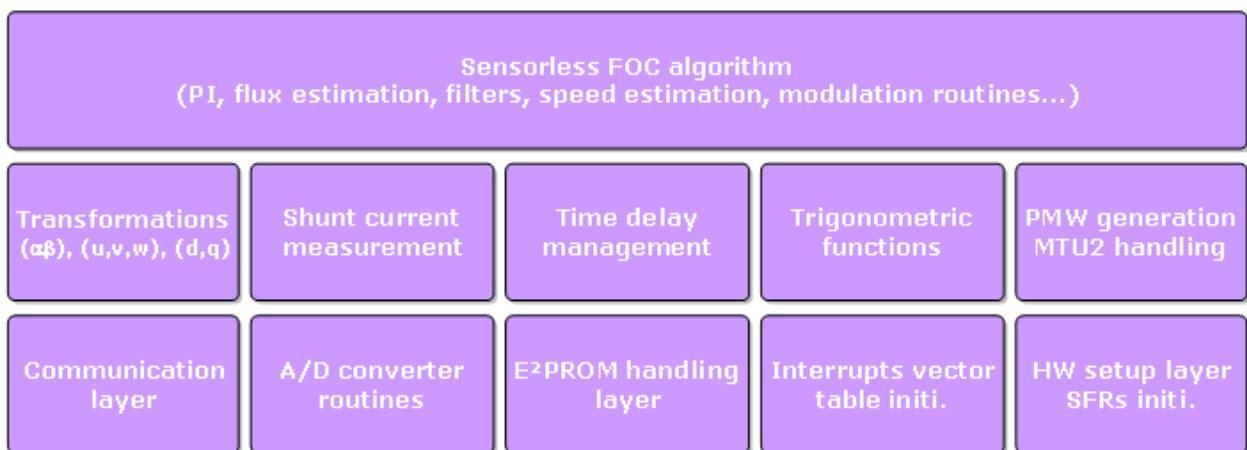 Sensorless FOC algorithm
(PI, flux estimation, filters, speed estimation, modulation routines...)
Transformations
(αβ), (u,v,w), (d,q)
Shunt current
measurement
Time delay
management
Trigonometric
functions
PMW generation
MTU2 handling
Communication
layer
A/D converter
routines
E²PROM handling
layer
Interrupts vector
table initi.
HW setup layer
SFRs initi.